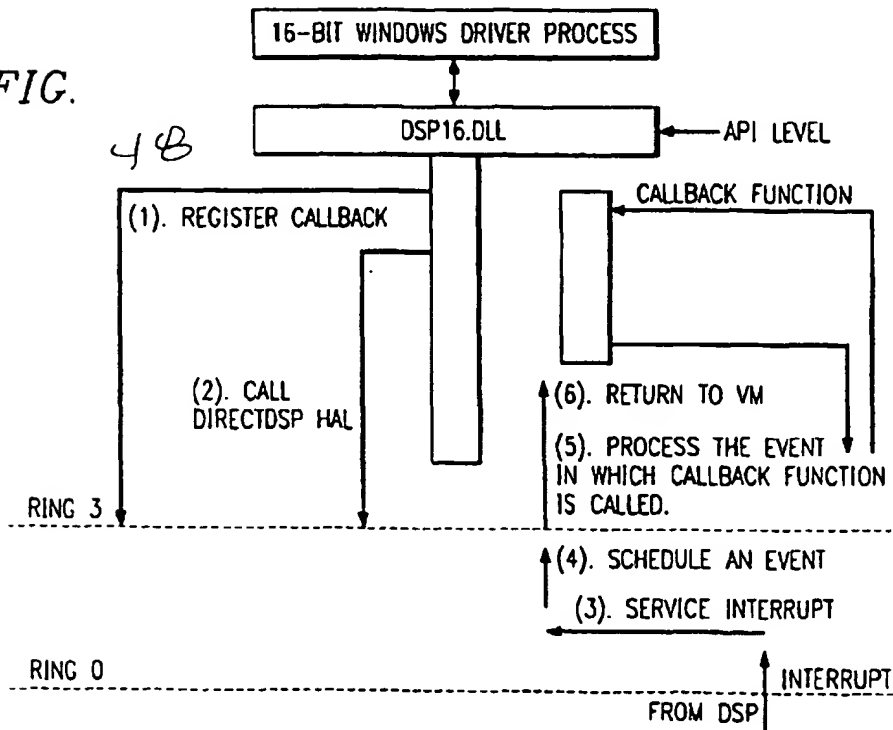 16-BIT WINDOWS DRIVER PROCESS
FIG.
48
DSP16.DLL
API LEVEL
CALLBACK FUNCTION
(1). REGISTER CALLBACK
(2). CALL
DIRECTDSP HAL
(6). RETURN TO VM
(5). PROCESS THE EVENT
IN WHICH CALLBACK FUNCTION
IS CALLED.
RING 3
(4). SCHEDULE AN EVENT
(3). SERVICE INTERRUPT
RING 0
INTERRUPT
FROM DSP